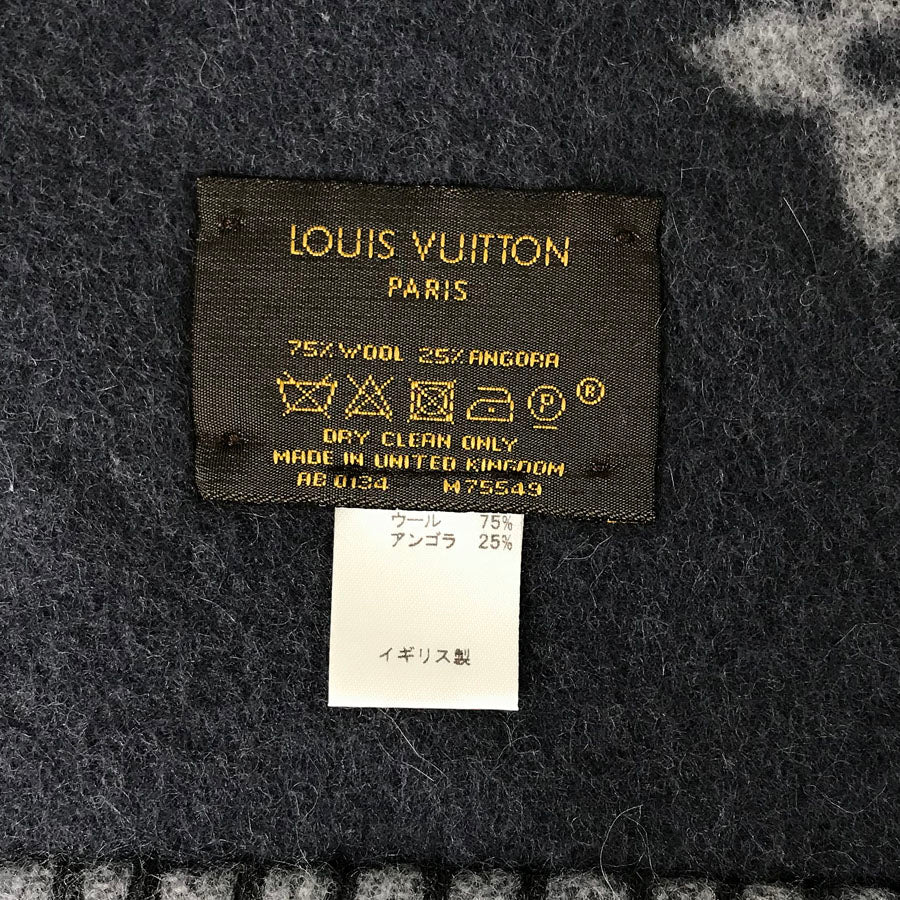 LOUIS VUITTON
PARIS
75% WOOL 25% ANGORA
P ®
DRY CLEAN ONLY
MADE IN UNITED KINGDOM
AB 0134 M75549
ウール 75%
アンゴラ 25%
イギリス製